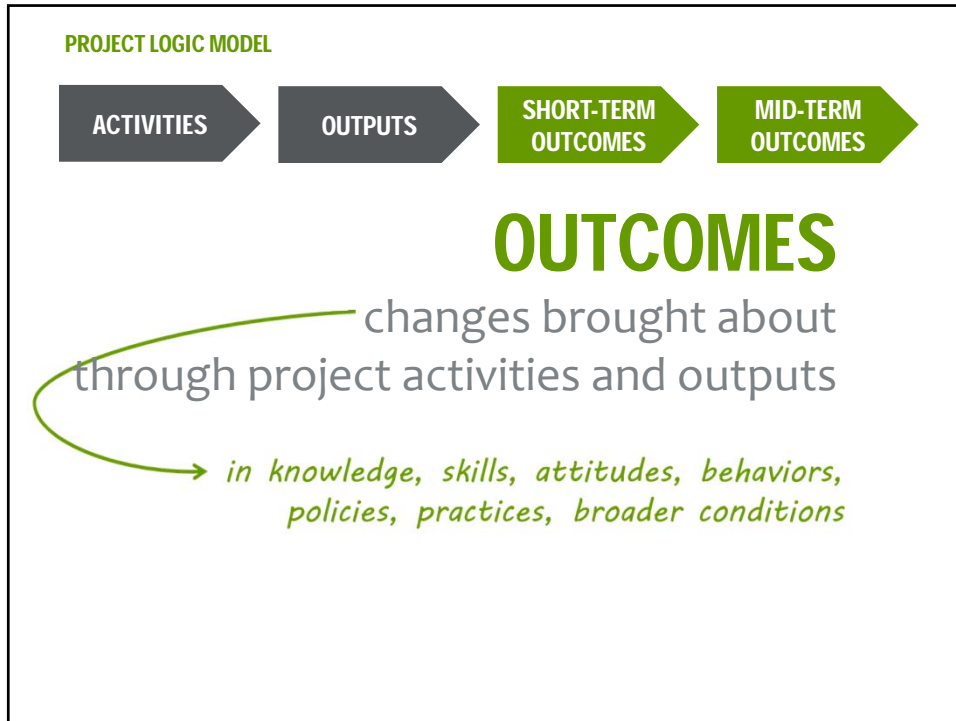 PROJECT LOGIC MODEL
ACTIVITIES
OUTPUTS
SHORT-TERM
OUTCOMES
MID-TERM
OUTCOMES
OUTCOMES
changes brought about
through project activities and outputs
in knowledge, skills, attitudes, behaviors,
policies, practices, broader conditions